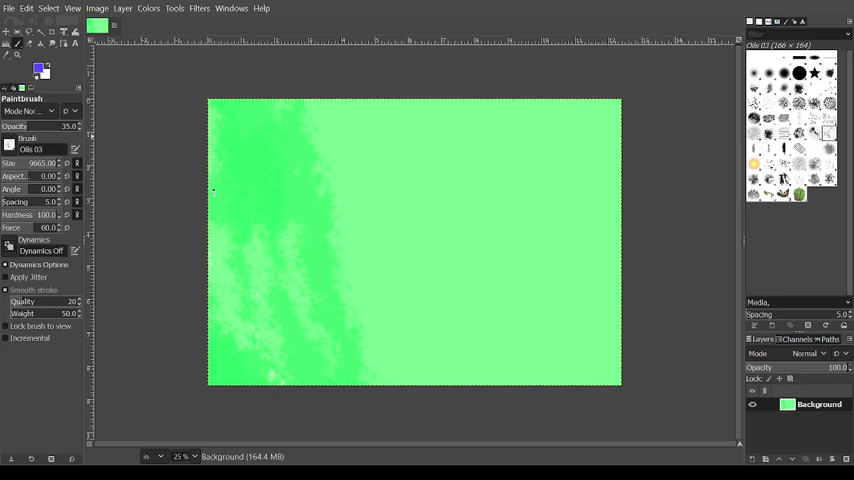 File Edit Select View Image Layer Colors Tools Filters Windows Help
Paintbrush
Mode Nor...
Opacity 35.0
Brush
Oils 03
Size 9665.00
Aspect... 0.00
Angle 0.00
Spacing 5.0
Hardness 100.0
Force 60.0
Dynamics
Dynamics Off
Dynamics Options
Apply Jitter
Smooth stroke
Quality 20
Weight 50.0
Lock brush to view
Incremental
in 25 % Background (164.4 MB)
filter
Oils 03 (166 × 164)
Media,
Spacing 5.0
Layers Channels Paths
Mode Normal
Opacity 100.0
Lock:
Background